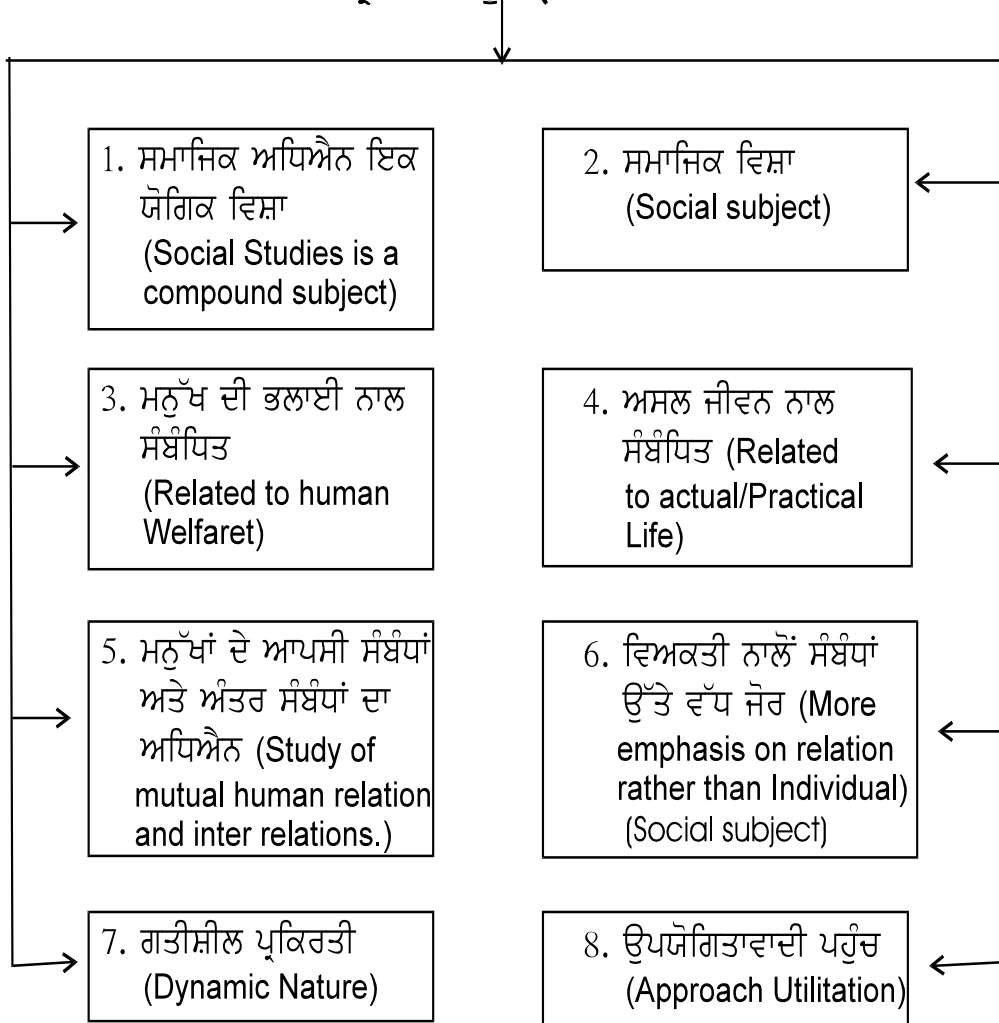 1. ਸਮਾਜਿਕ ਅਧਿਐਨ ਇਕ
ਯੋਗਿਕ ਵਿਸ਼ਾ
(Social Studies is a
compound subject)
2. ਸਮਾਜਿਕ ਵਿਸ਼ਾ
(Social subject)
3. ਮਨੁੱਖ ਦੀ ਭਲਾਈ ਨਾਲ
ਸੰਬੰਧਿਤ
(Related to human
Welfaret)
4. ਅਸਲ ਜੀਵਨ ਨਾਲ
ਸੰਬੰਧਿਤ (Related
to actual/Practical
Life)
5. ਮਨੁੱਖਾਂ ਦੇ ਆਪਸੀ ਸੰਬੰਧਾਂ
ਅਤੇ ਅੰਤਰ ਸੰਬੰਧਾਂ ਦਾ
ਅਧਿਐਨ (Study of
mutual human relation
and inter relations.)
6. ਵਿਅਕਤੀ ਨਾਲੋਂ ਸੰਬੰਧਾਂ
ਉੱਤੇ ਵੱਧ ਜੋਰ (More
emphasis on relation
rather than Individual)
(Social subject)
7. ਗਤੀਸ਼ੀਲ ਪ੍ਰਕਿਰਤੀ
(Dynamic Nature)
8. ਉਪਯੋਗਿਤਾਵਾਦੀ ਪਹੁੰਚ
(Approach Utilitation)